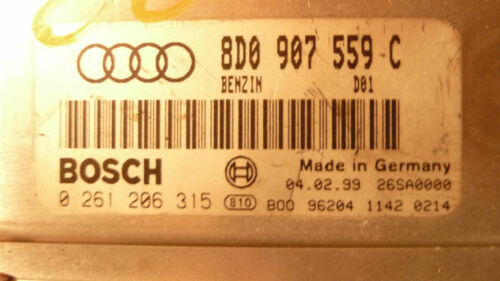 8D0 907 559 C
BENZIN D01
BOSCH
Made in Germany
04.02.99 26SA0000
0 261 206 315 810 B00 96204 1142 0214